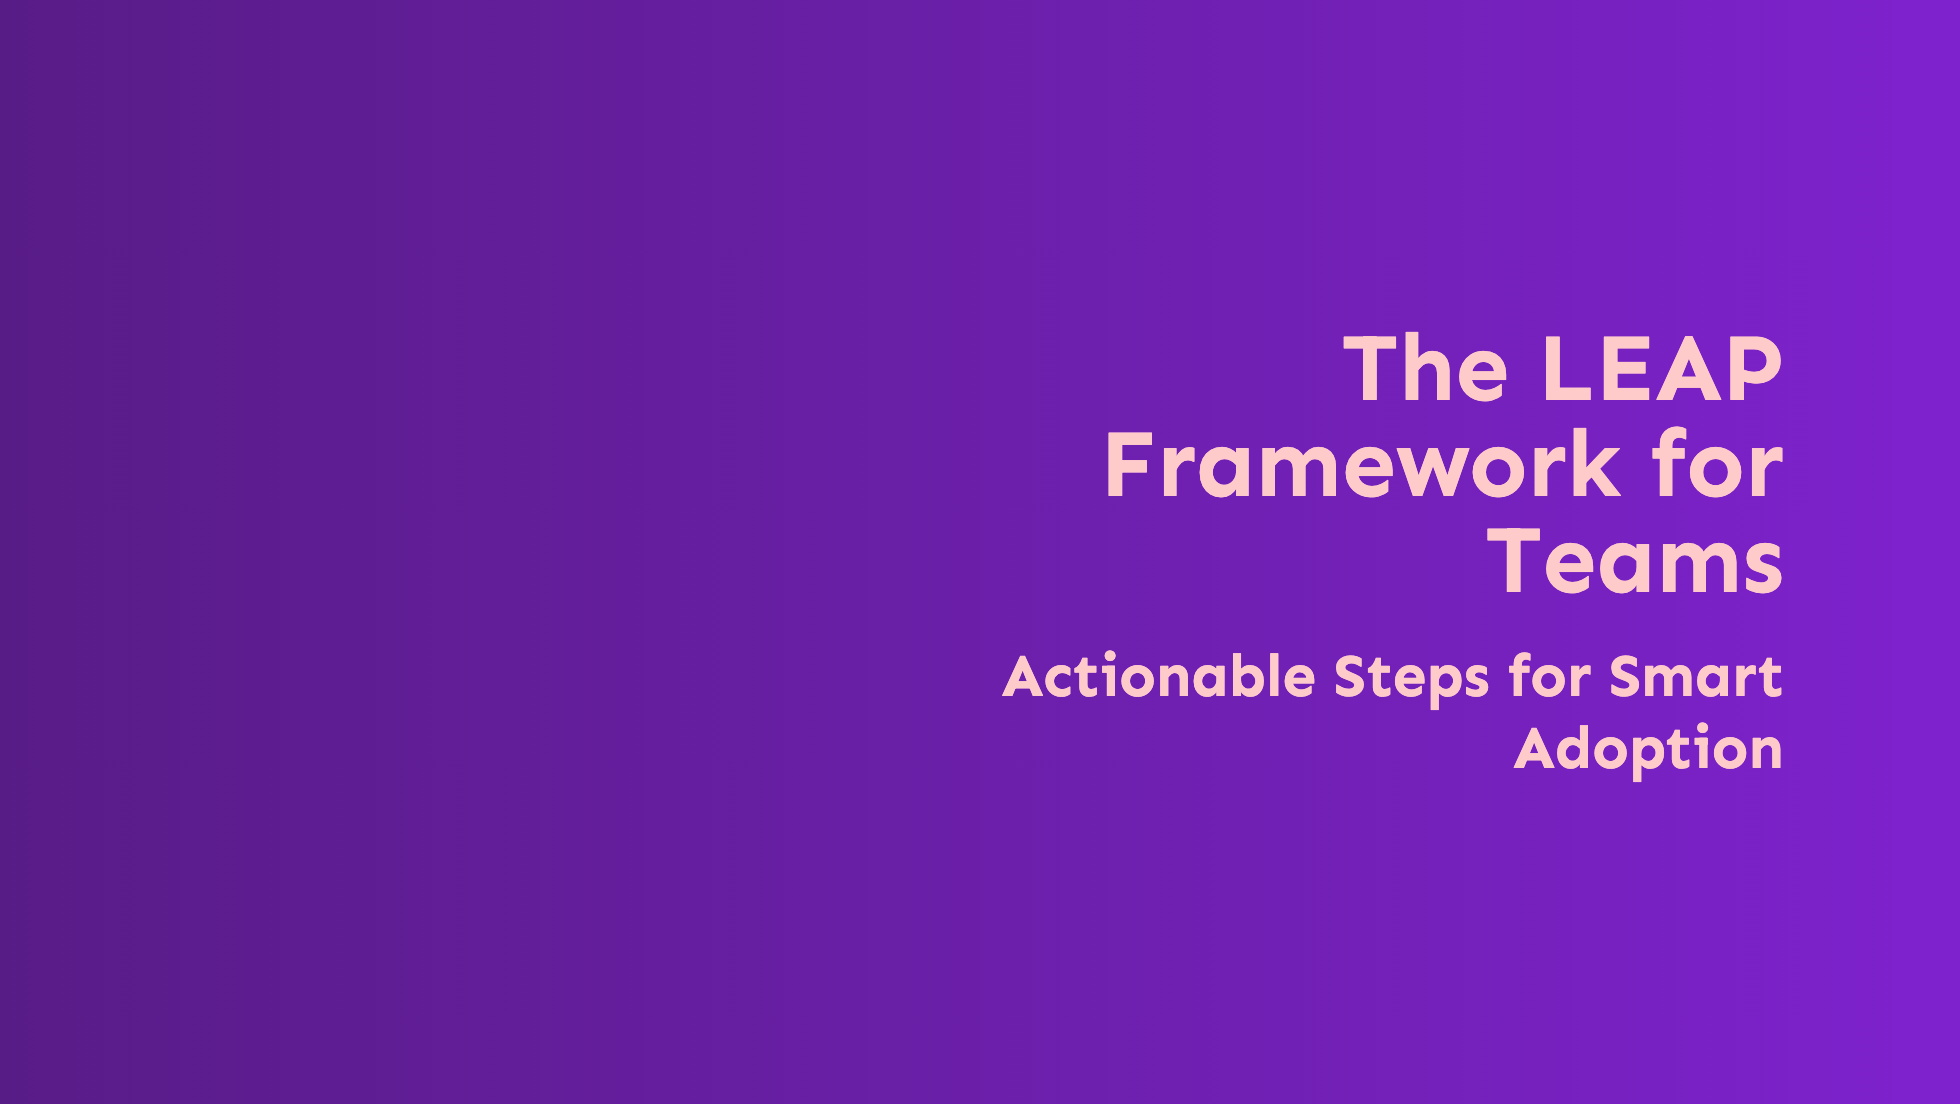 The LEAP
Framework for
Teams
Actionable Steps for Smart
Adoption